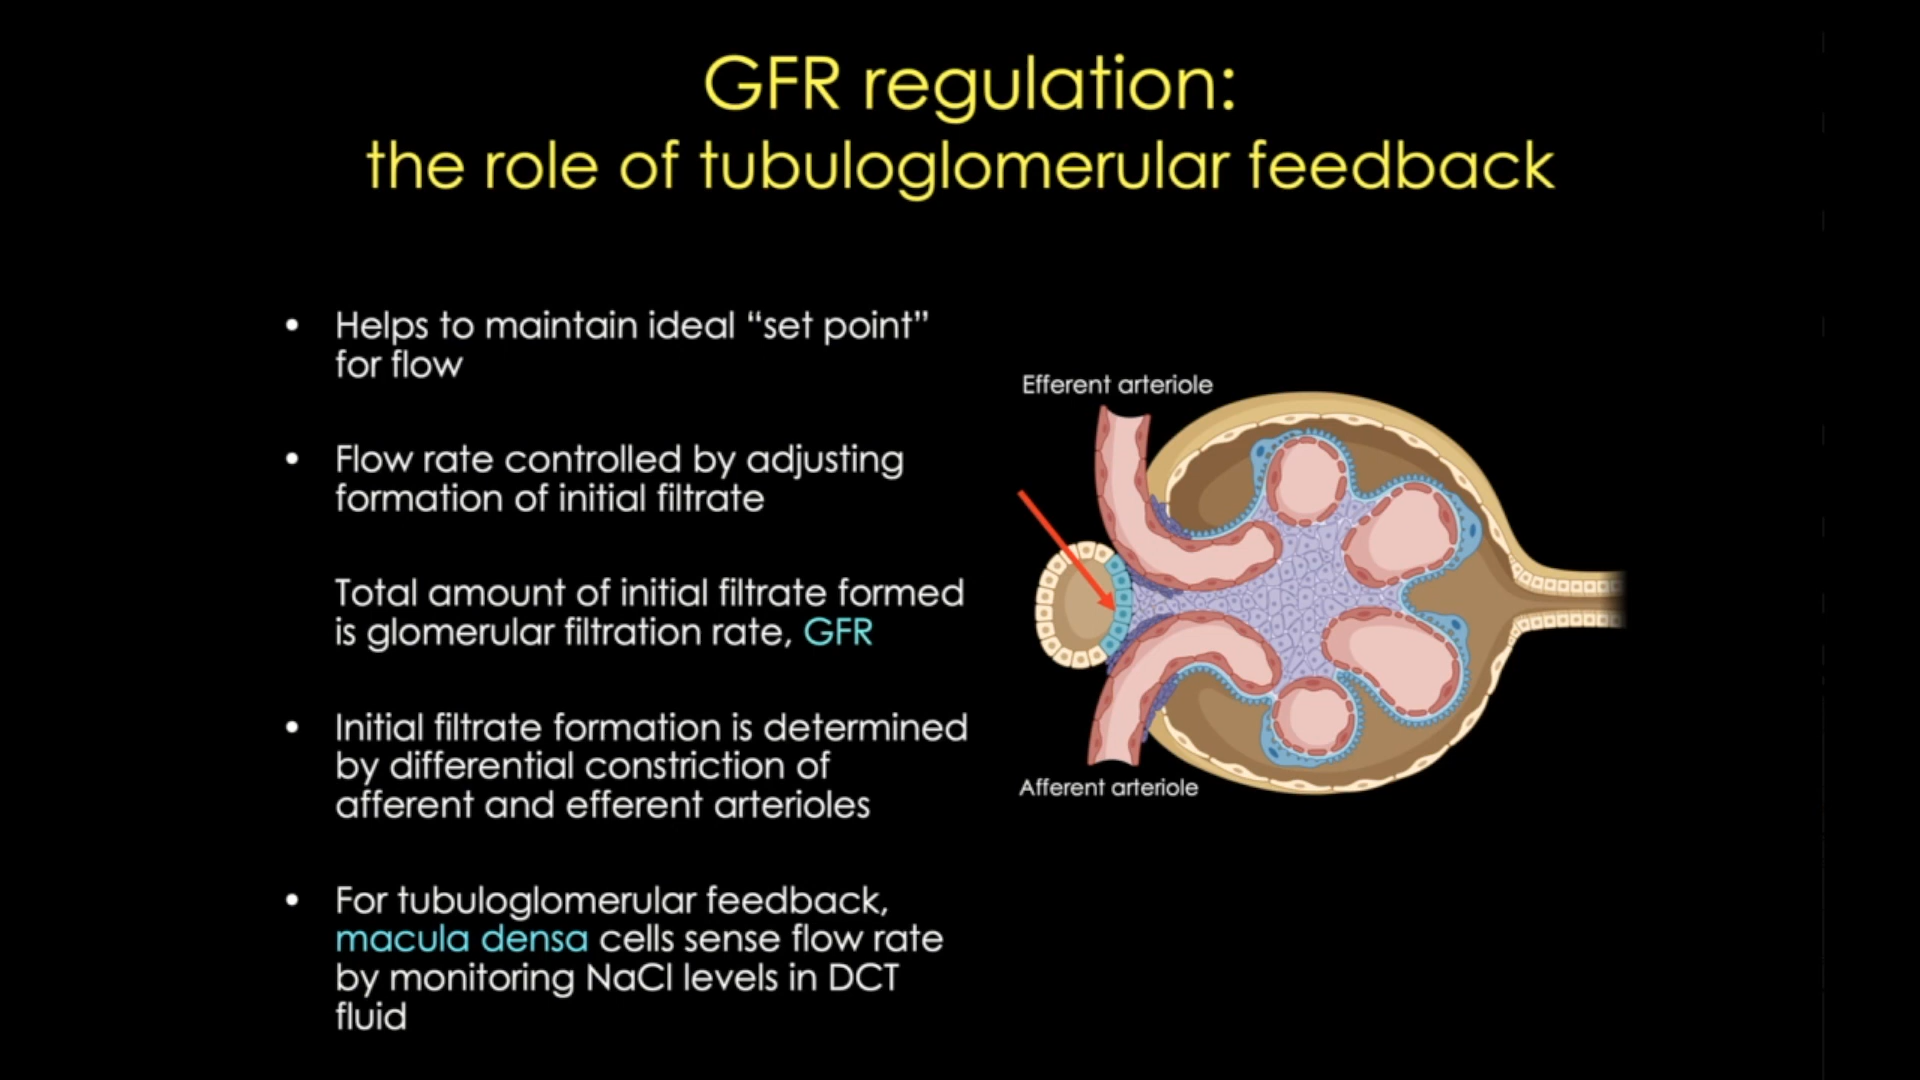 GFR regulation:
the role of tubuloglomerular feedback
• Helps to maintain ideal “set point”
for flow
• Flow rate controlled by adjusting
formation of initial filtrate
Total amount of initial filtrate formed
is glomerular filtration rate, GFR
• Initial filtrate formation is determined
by differential constriction of
afferent and efferent arterioles
• For tubuloglomerular feedback,
macula densa cells sense flow rate
by monitoring NaCl levels in DCT
fluid
Efferent arteriole
Afferent arteriole